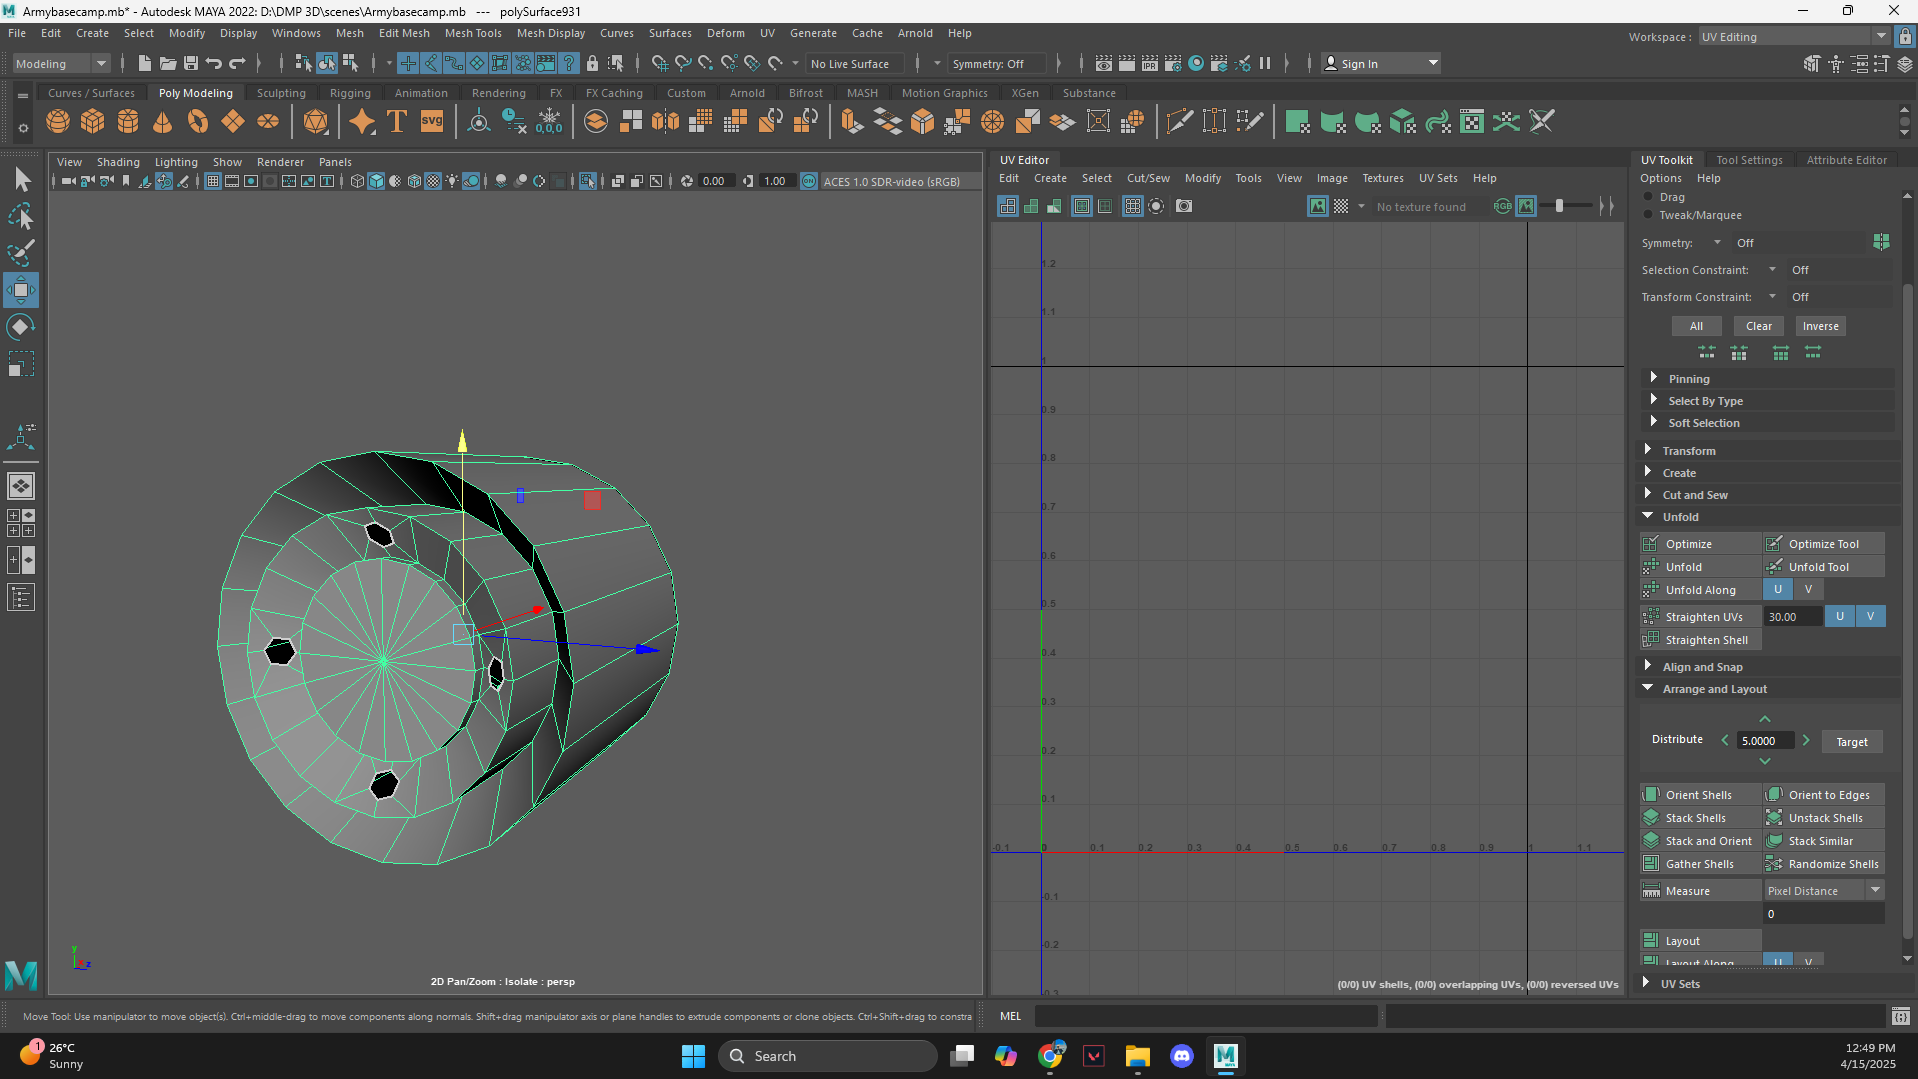 Armybasecamp.mb* - Autodesk MAYA 2022: D:\DMP 3D\scenes\Armybasecamp.mb --- polySurface931
File Edit Create Select Modify Display Windows Mesh Edit Mesh Mesh Tools Mesh Display Curves Surfaces Deform UV Generate Cache Arnold Help
Workspace : UV Editing
Modeling No Live Surface Symmetry: Off Sign In
Curves / Surfaces Poly Modeling Sculpting Rigging Animation Rendering FX FX Caching Custom Arnold Bifrost MASH Motion Graphics XGen Substance
View Shading Lighting Show Renderer Panels
0.00 1.00 ACES 1.0 SDR-video (sRGB)
UV Editor
Edit Create Select Cut/Sew Modify Tools View Image Textures UV Sets Help
No texture found
1.2
1.1
1
0.9
0.8
0.7
0.6
0.5
0.4
0.3
0.2
0.1
-0.1 0 0.1 0.2 0.3 0.4 0.5 0.6 0.7 0.8 0.9 1 1.1
-0.1
-0.2
-0.3
(0/0) UV shells, (0/0) overlapping UVs, (0/0) reversed UVs
UV Toolkit Tool Settings Attribute Editor
Options Help
Drag
Tweak/Marquee
Symmetry: Off
Selection Constraint: Off
Transform Constraint: Off
All Clear Inverse
Pinning
Select By Type
Soft Selection
Transform
Create
Cut and Sew
Unfold
Optimize Optimize Tool
Unfold Unfold Tool
Unfold Along U V
Straighten UVs 30.00 U V
Straighten Shell
Align and Snap
Arrange and Layout
Distribute 5.0000 Target
Orient Shells Orient to Edges
Stack Shells Unstack Shells
Stack and Orient Stack Similar
Gather Shells Randomize Shells
Measure Pixel Distance
0
Layout
Layout Along U V
UV Sets
y
z
2D Pan/Zoom : Isolate : persp
Move Tool: Use manipulator to move object(s). Ctrl+middle-drag to move components along normals. Shift+drag manipulator axis or plane handles to extrude components or clone objects. Ctrl+Shift+drag to constra
MEL
1
26°C
Sunny
Search
12:49 PM
4/15/2025